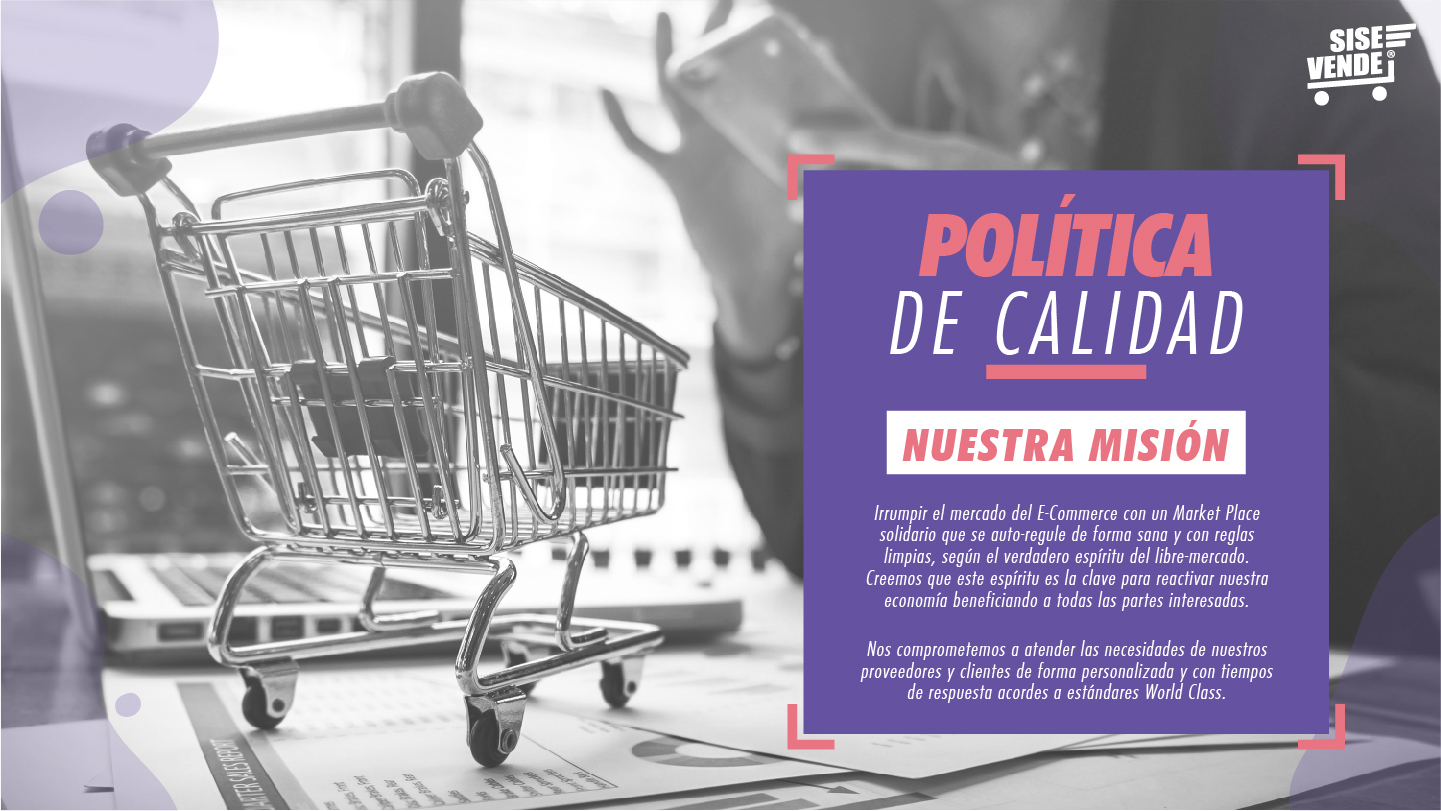 SISE
VENDE®
POLÍTICA
DE CALIDAD
NUESTRA MISIÓN
Irrumpir el mercado del E-Commerce con un Market Place
solidario que se auto-regule de forma sana y con reglas
limpias, según el verdadero espíritu del libre-mercado.
Creemos que este espíritu es la clave para reactivar nuestra
economía beneficiando a todas las partes interesadas.
Nos comprometemos a atender las necesidades de nuestros
proveedores y clientes de forma personalizada y con tiempos
de respuesta acordes a estándares World Class.
SALES REPORT